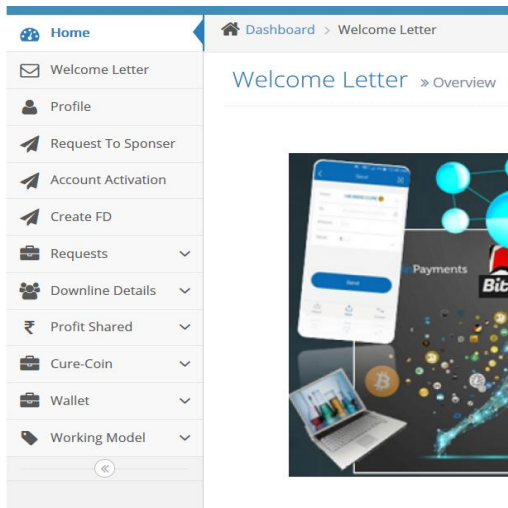 Home
Dashboard > Welcome Letter
Welcome Letter
Welcome Letter » Overview
Profile
Request To Sponser
Account Activation
Create FD
Requests
Downline Details
Profit Shared
Cure-Coin
Wallet
Working Model
Send
Payments
Bit
Send